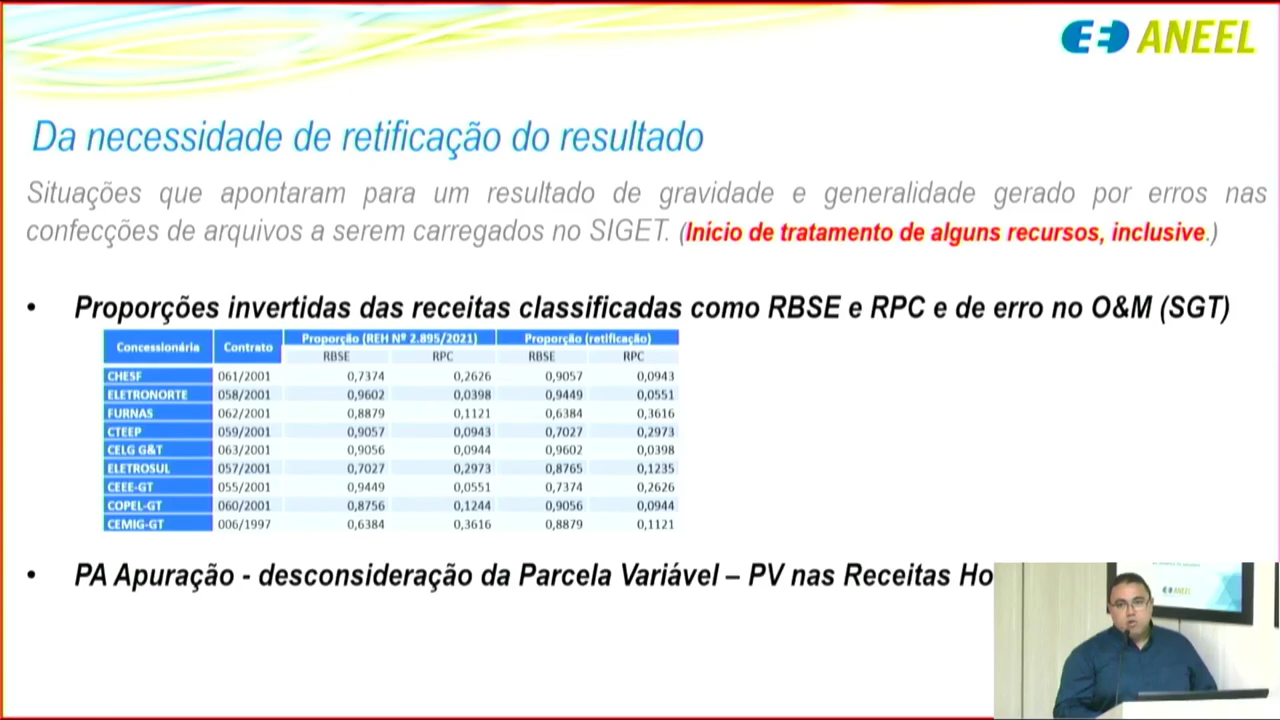 ANEEL
Da necessidade de retificação do resultado
Situações que apontaram para um resultado de gravidade e generalidade gerado por erros nas
confecções de arquivos a serem carregados no SIGET. (Início de tratamento de alguns recursos, inclusive.)
• Proporções invertidas das receitas classificadas como RBSE e RPC e de erro no O&M (SGT)
Concessionária Contrato Proporção (REH Nº 2.895/2021) Proporção (retificação)
RBSE RPC RBSE RPC
CHESF 061/2001 0,7374 0,2626 0,9057 0,0943
ELETRONORTE 058/2001 0,9602 0,0398 0,9449 0,0551
FURNAS 062/2001 0,8879 0,1121 0,6384 0,3616
CTEEP 059/2001 0,9057 0,0943 0,7027 0,2973
CELG G&T 063/2001 0,9056 0,0944 0,9602 0,0398
ELETROSUL 057/2001 0,7027 0,2973 0,8765 0,1235
CEEE-GT 055/2001 0,9449 0,0551 0,7374 0,2626
COPEL-GT 060/2001 0,8756 0,1244 0,9056 0,0944
CEMIG-GT 006/1997 0,6384 0,3616 0,8879 0,1121
• PA Apuração - desconsideração da Parcela Variável – PV nas Receitas Ho
ANEEL